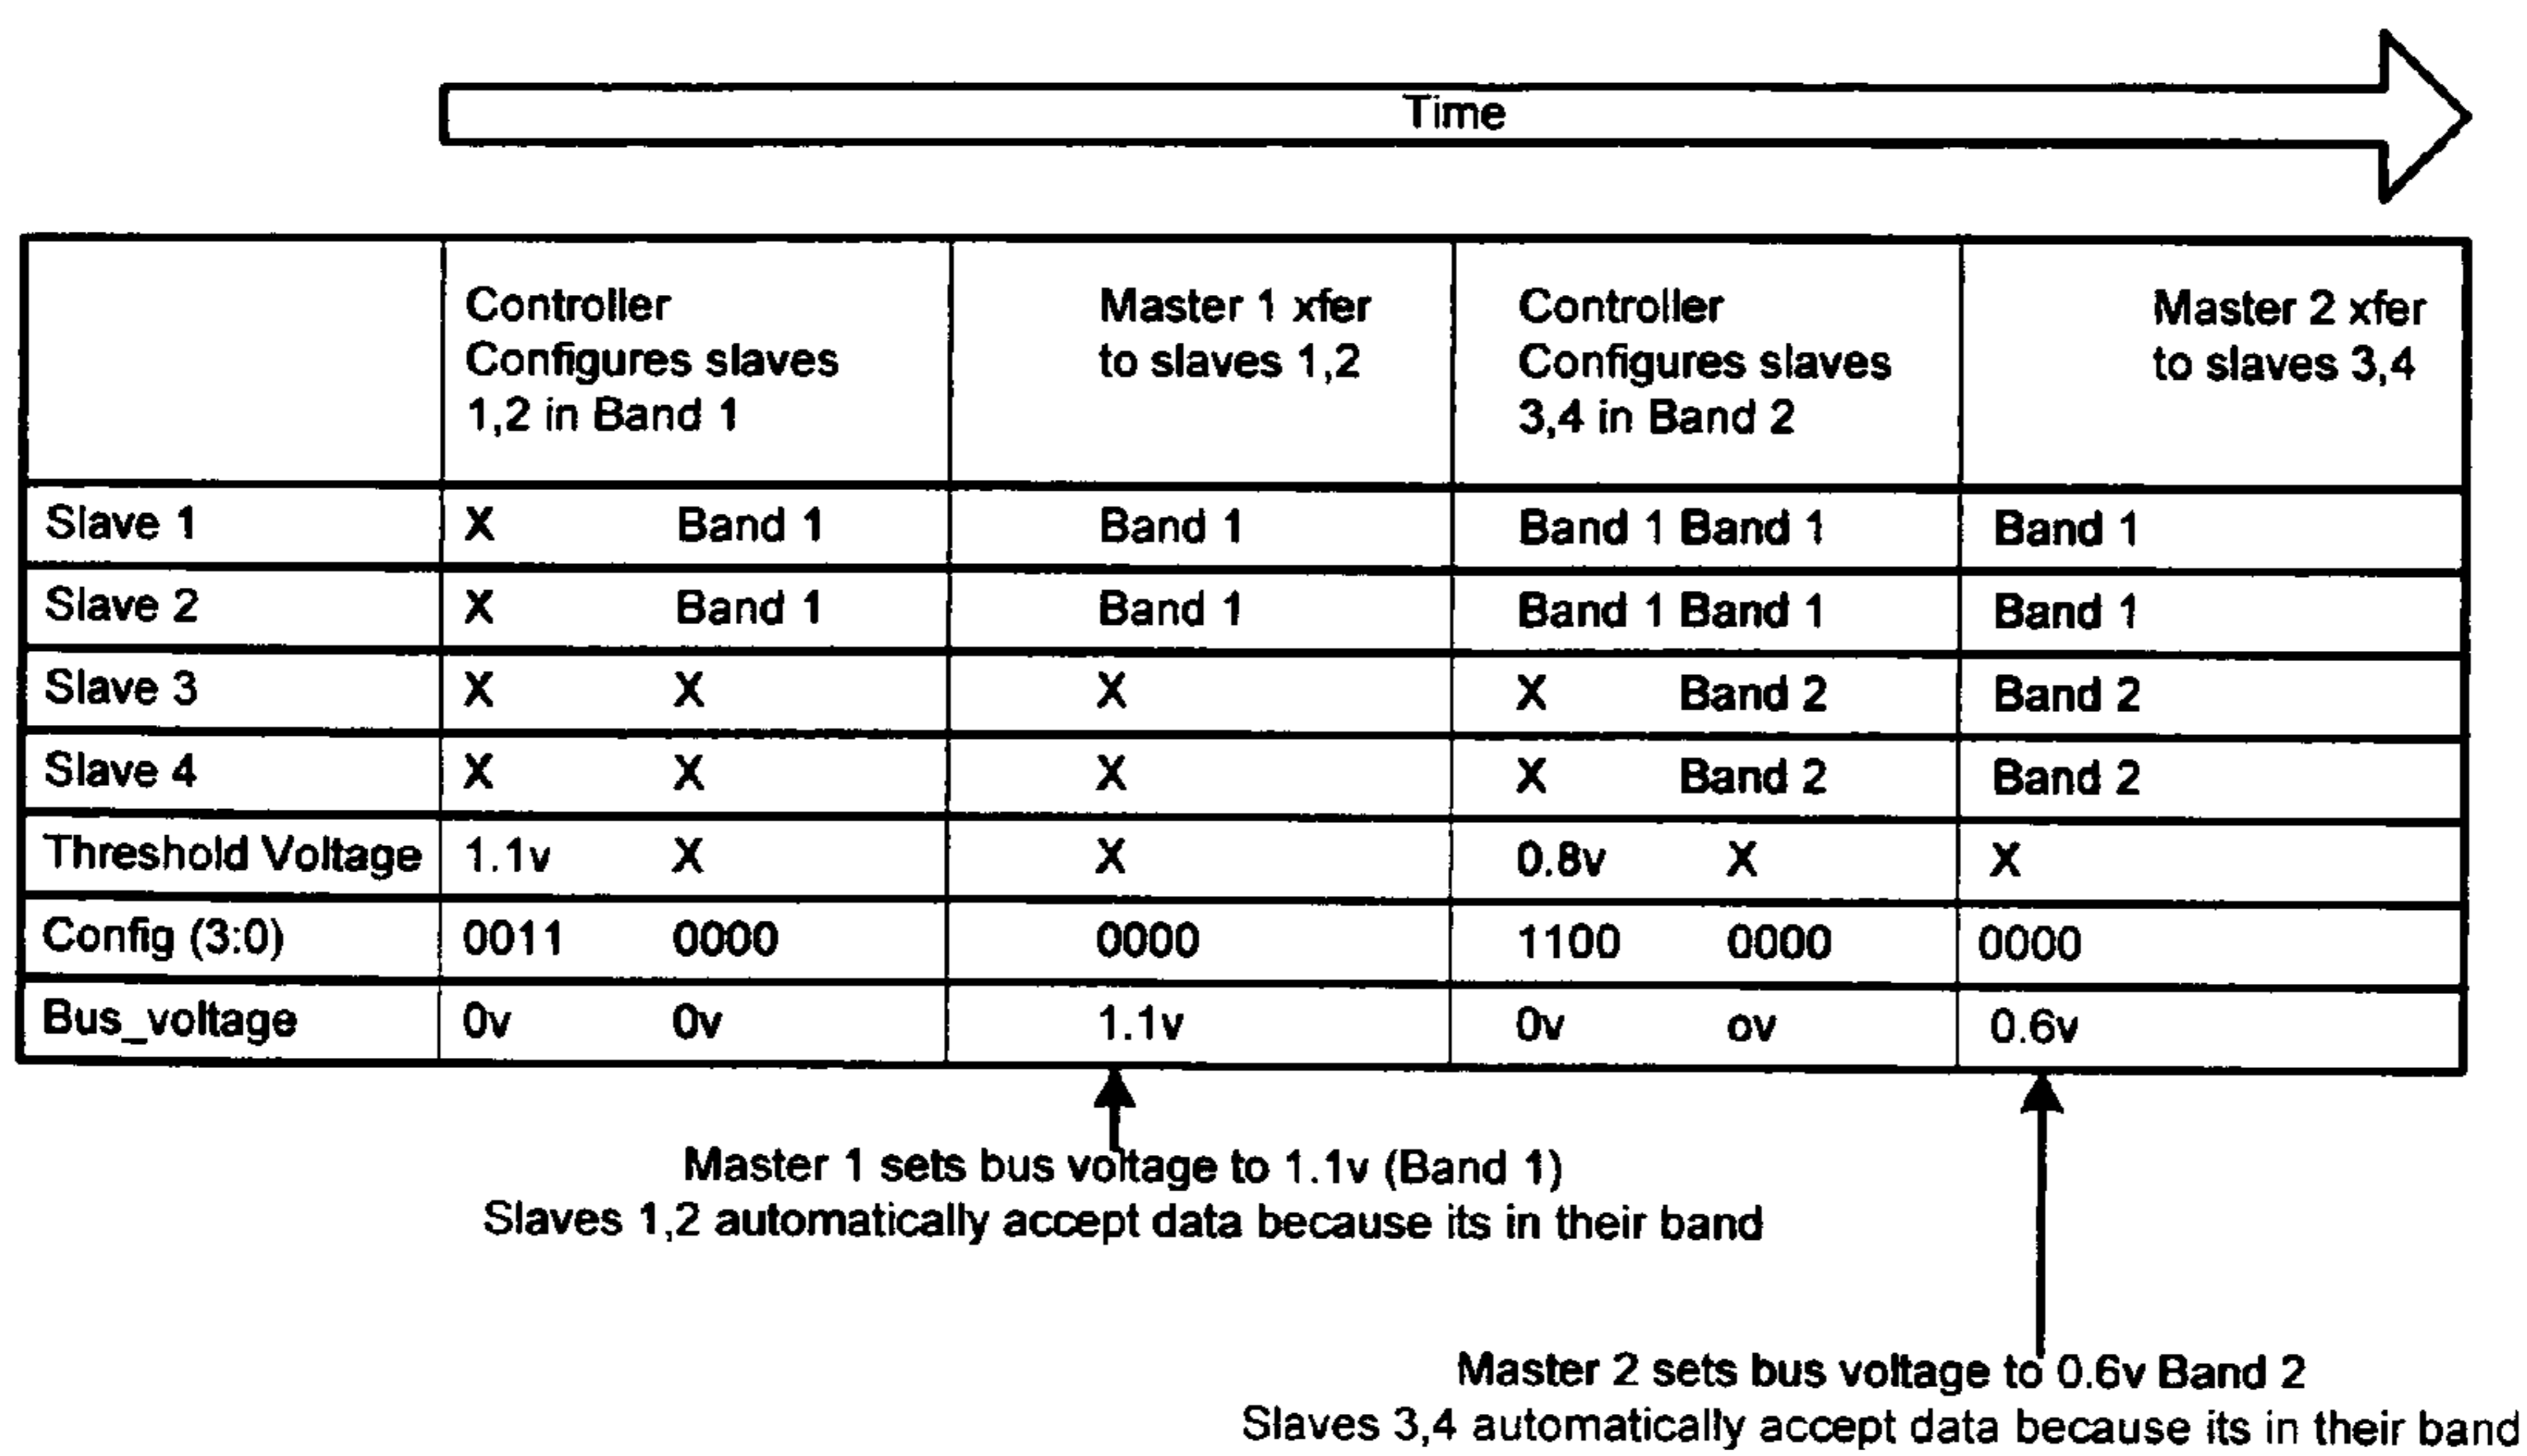 Time
Controller Configures slaves 1,2 in Band 1
Master 1 xfer to slaves 1,2
Controller Configures slaves 3,4 in Band 2
Master 2 xfer to slaves 3,4
Slave 1 X Band 1 Band 1 Band 1 Band 1 Band 1
Slave 2 X Band 1 Band 1 Band 1 Band 1 Band 1
Slave 3 X X X X Band 2 Band 2
Slave 4 X X X X Band 2 Band 2
Threshold Voltage 1.1v X X 0.8v X X
Config (3:0) 0011 0000 0000 1100 0000 0000
Bus_voltage 0v 0v 1.1v 0v ov 0.6v
Master 1 sets bus voltage to 1.1v (Band 1)
Slaves 1,2 automatically accept data because its in their band
Master 2 sets bus voltage to 0.6v Band 2
Slaves 3,4 automatically accept data because its in their band